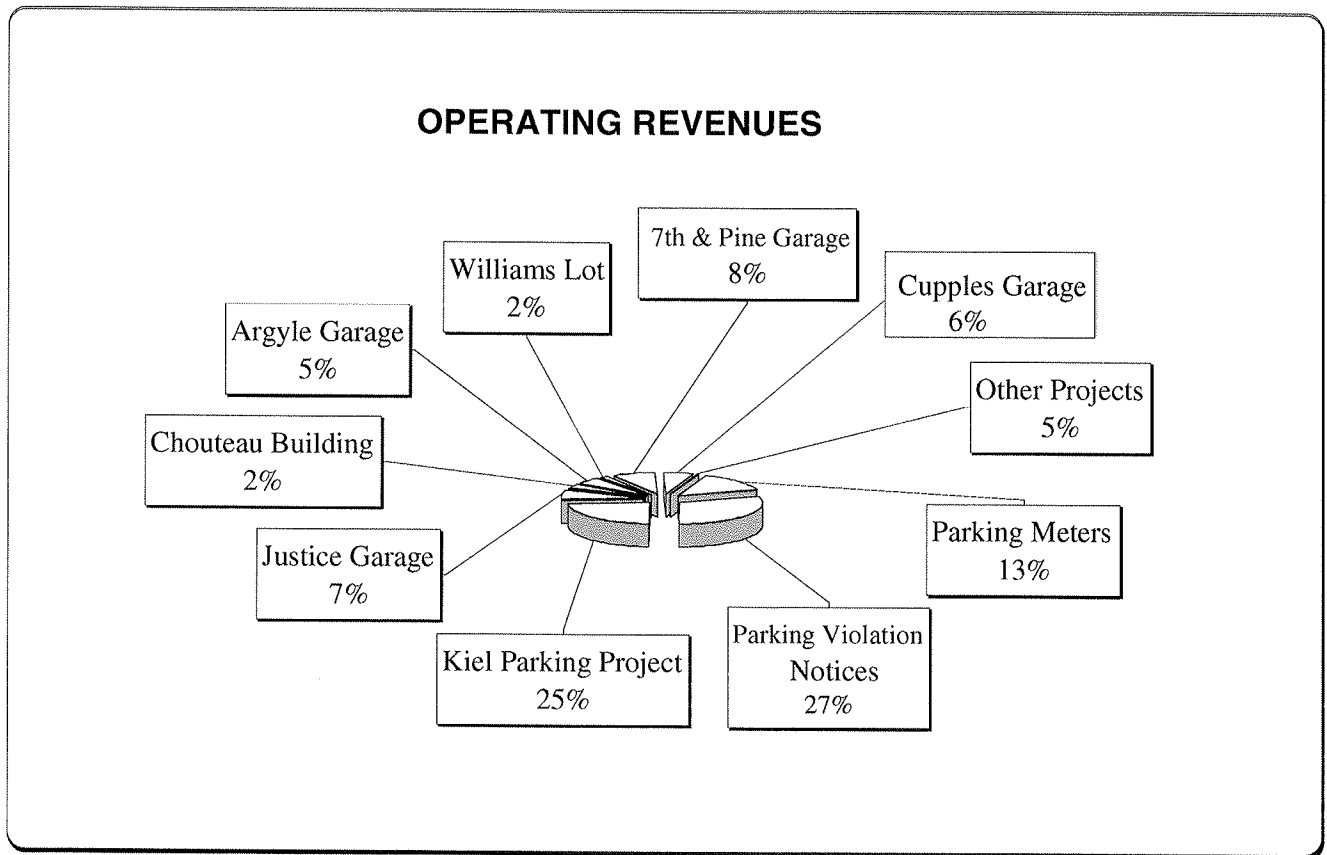 OPERATING REVENUES
7th & Pine Garage
8%
Williams Lot
2%
Cupples Garage
6%
Argyle Garage
5%
Other Projects
5%
Chouteau Building
2%
Parking Meters
13%
Justice Garage
7%
Parking Violation
Notices
27%
Kiel Parking Project
25%